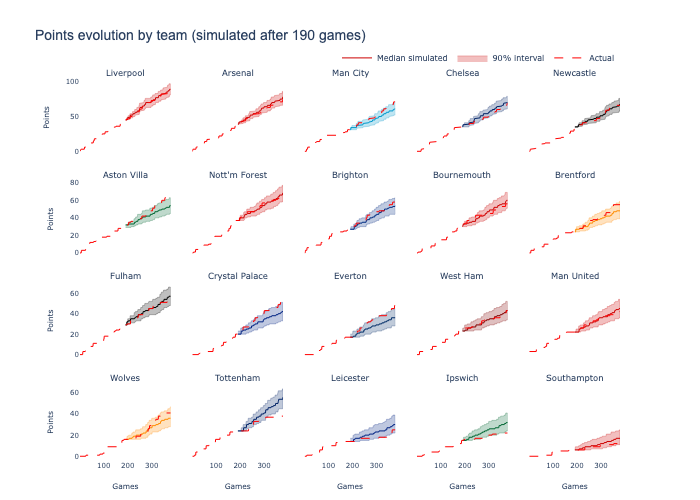 Points evolution by team (simulated after 190 games)
Median simulated 90% interval Actual
Liverpool Arsenal Man City Chelsea Newcastle
100
50
0
Points
Aston Villa Nott'm Forest Brighton Bournemouth Brentford
80
60
40
20
0
Points
Fulham Crystal Palace Everton West Ham Man United
60
40
20
0
Points
Wolves Tottenham Leicester Ipswich Southampton
60
40
20
0
Points
100 200 300 100 200 300 100 200 300 100 200 300 100 200 300
Games Games Games Games Games